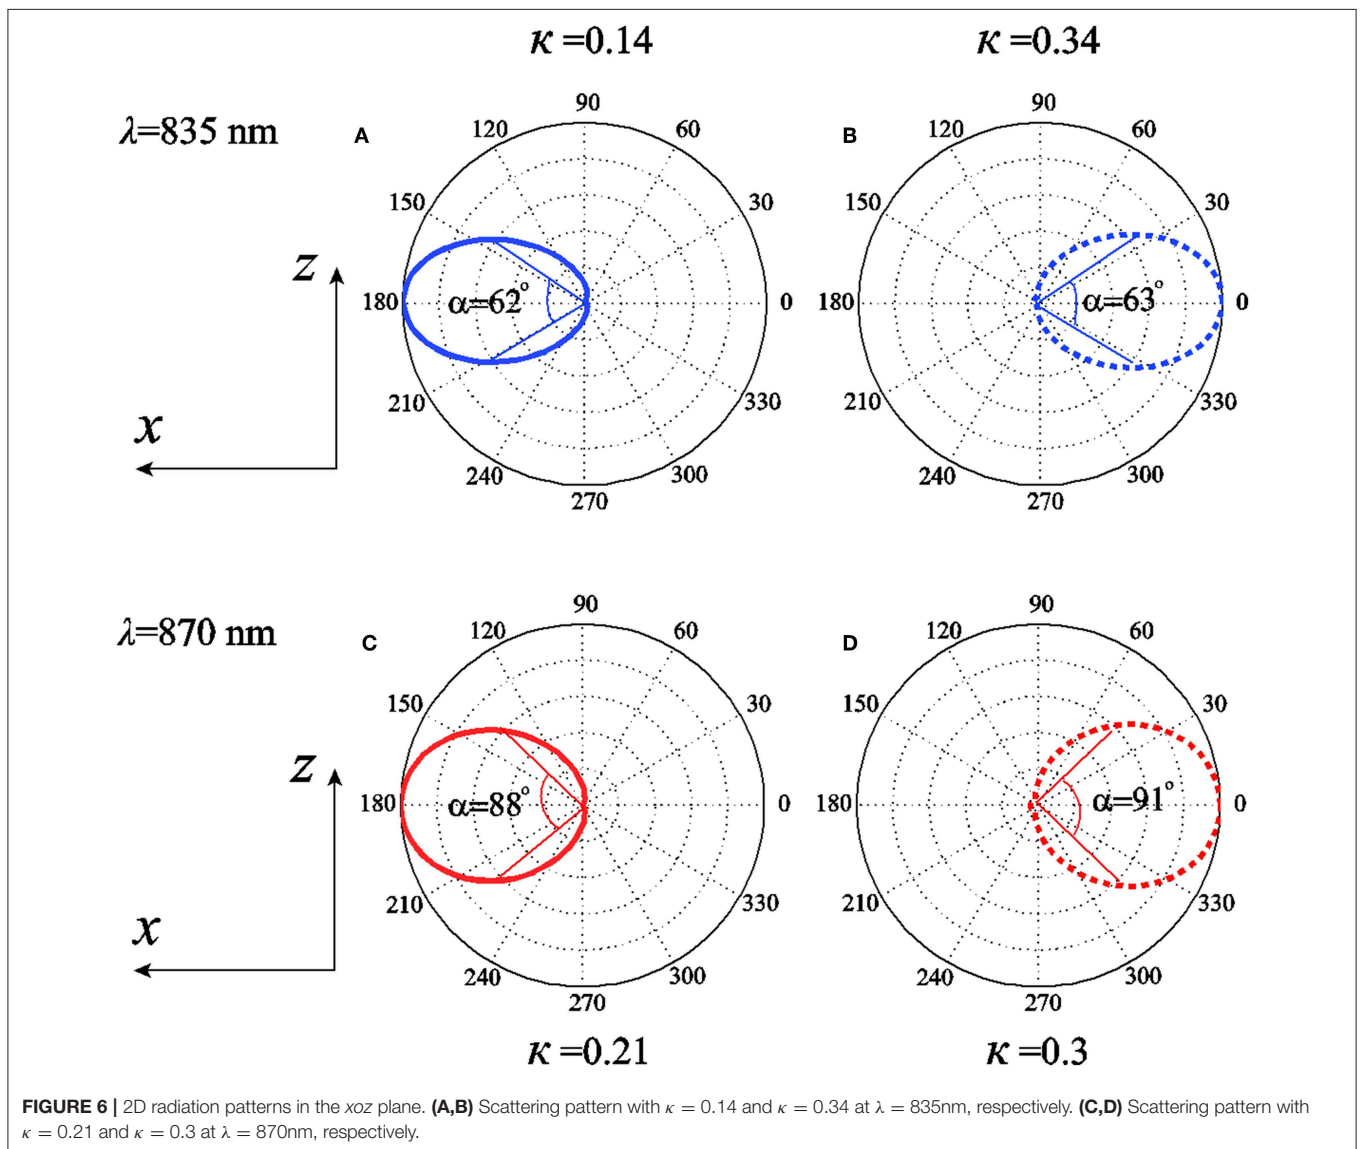 κ =0.14
κ =0.34
λ=835 nm
A
90
120
60
150
30
180
α=62°
0
210
330
240
300
270
B
90
120
60
150
30
180
α=63°
0
210
330
240
300
270
z
x
λ=870 nm
C
90
120
60
150
30
180
α=88°
0
210
330
240
300
270
D
90
120
60
150
30
180
α=91°
0
210
330
240
300
270
z
x
κ =0.21
κ =0.3
FIGURE 6 | 2D radiation patterns in the xoz plane. (A,B) Scattering pattern with κ = 0.14 and κ = 0.34 at λ = 835nm, respectively. (C,D) Scattering pattern with
κ = 0.21 and κ = 0.3 at λ = 870nm, respectively.